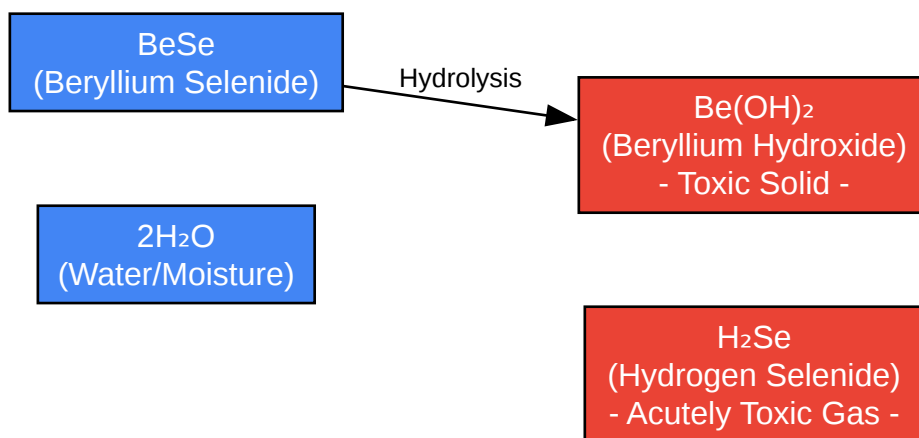 BeSe
(Beryllium Selenide)
Hydrolysis
Be(OH)₂
(Beryllium Hydroxide)
- Toxic Solid -
2H₂O
(Water/Moisture)
H₂Se
(Hydrogen Selenide)
- Acutely Toxic Gas -